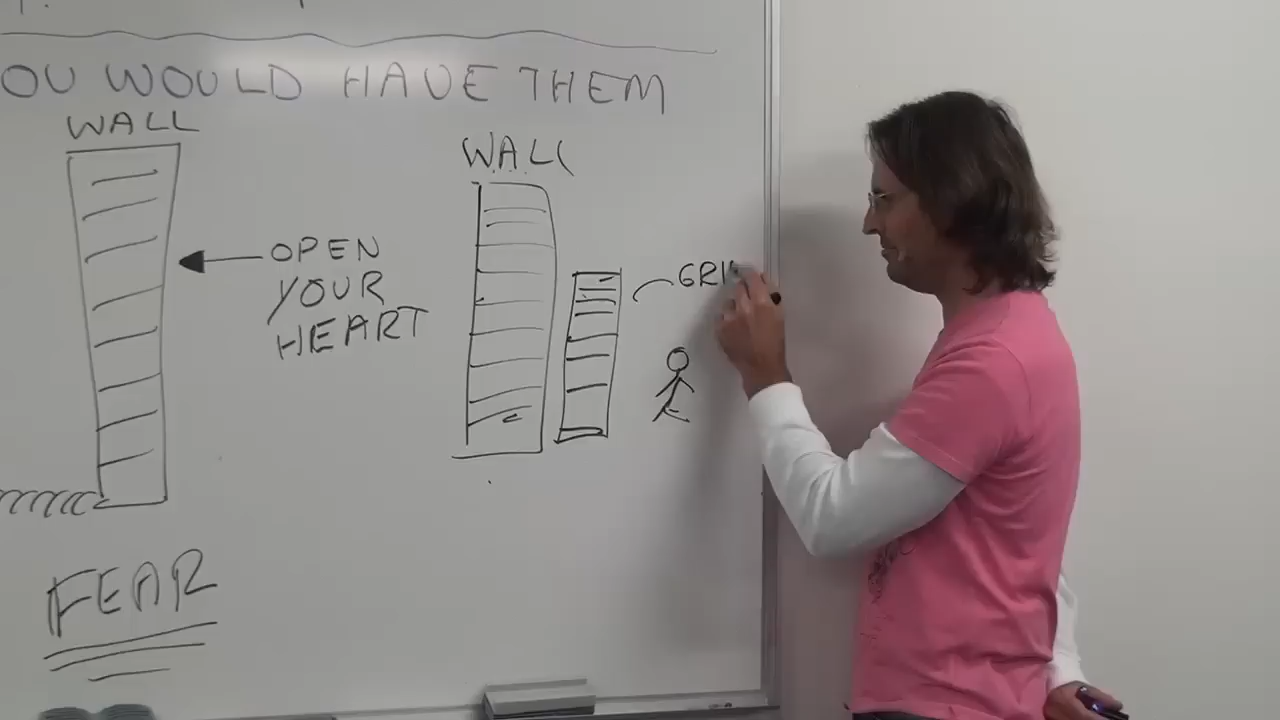 OU WOULD HAVE THEM
WALL
WALL
OPEN
YOUR
HEART
GRI
FEAR